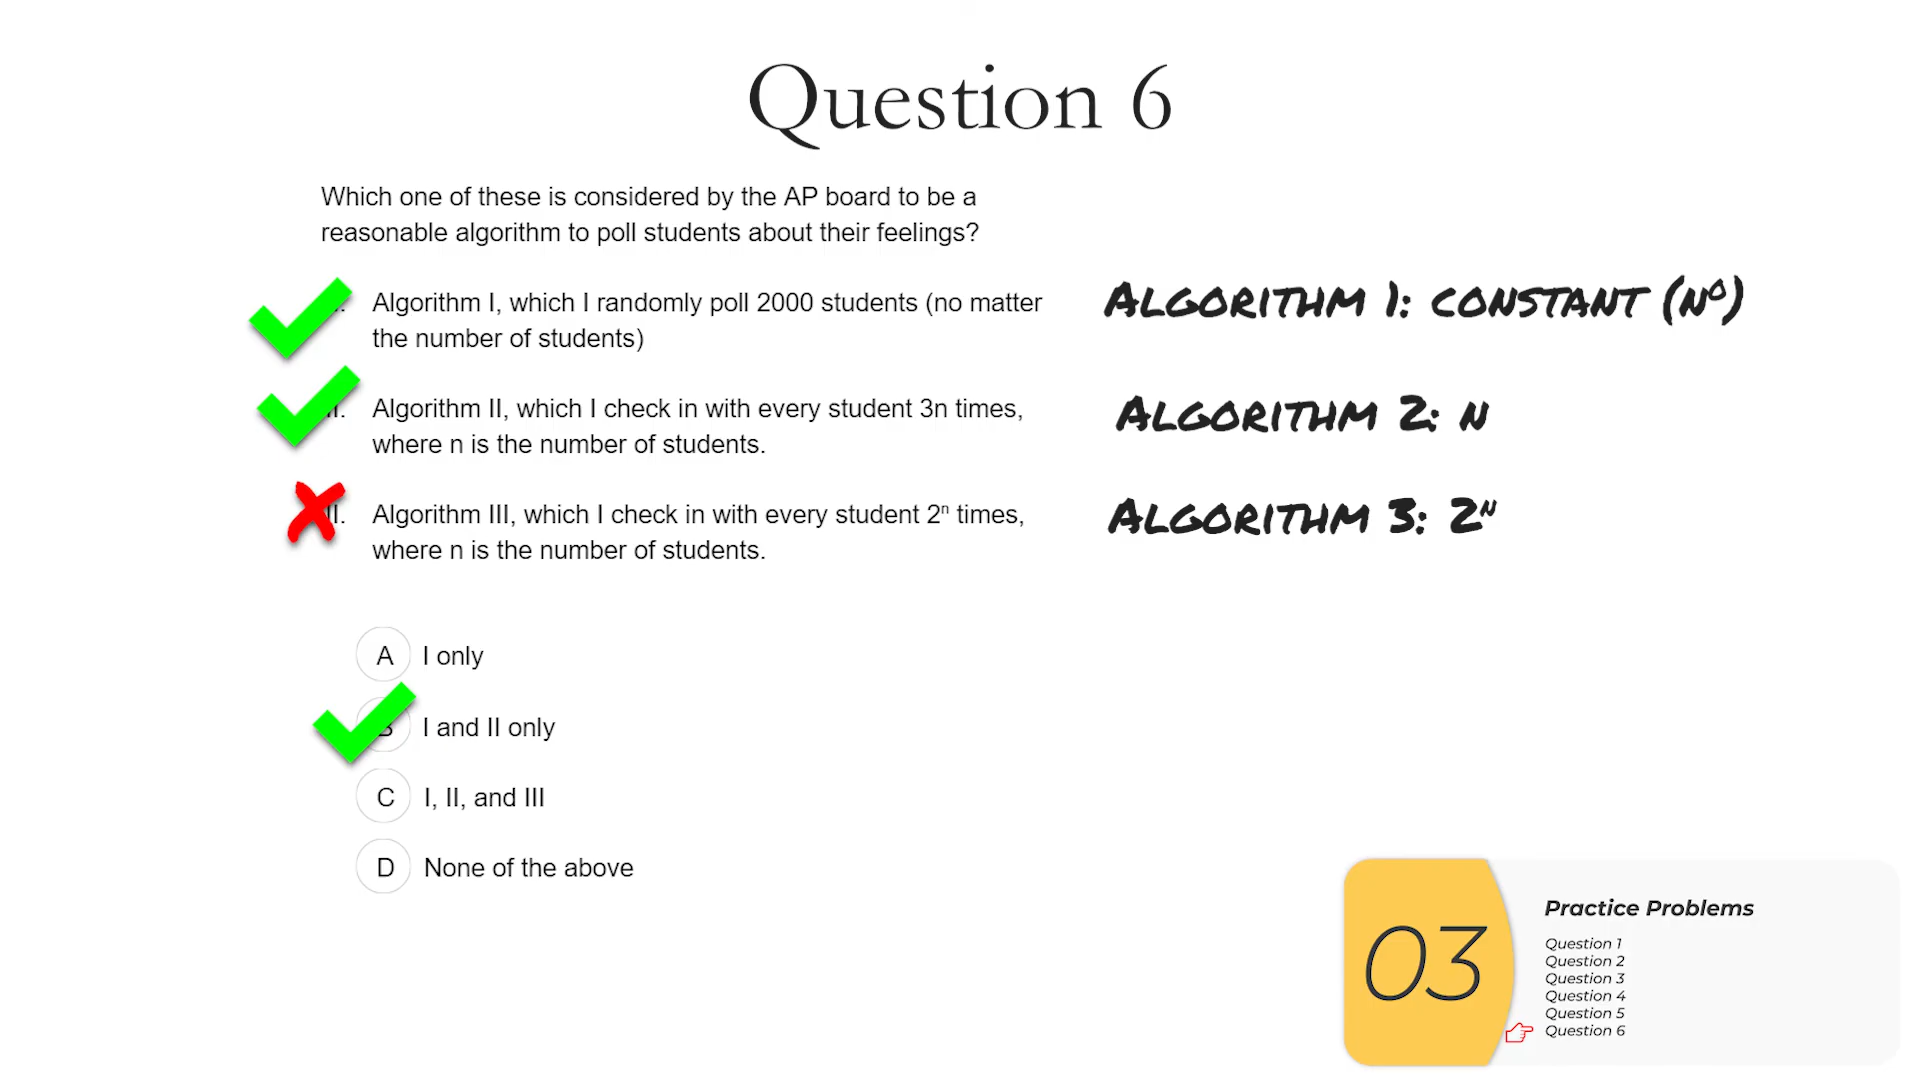 Question 6
Which one of these is considered by the AP board to be a
reasonable algorithm to poll students about their feelings?
Algorithm I, which I randomly poll 2000 students (no matter
the number of students)
Algorithm II, which I check in with every student 3n times,
where n is the number of students.
Algorithm III, which I check in with every student 2ⁿ times,
where n is the number of students.
ALGORITHM 1: CONSTANT (N⁰)
ALGORITHM 2: N
ALGORITHM 3: 2ᴺ
A I only
B I and II only
C I, II, and III
D None of the above
03
Practice Problems
Question 1
Question 2
Question 3
Question 4
Question 5
Question 6